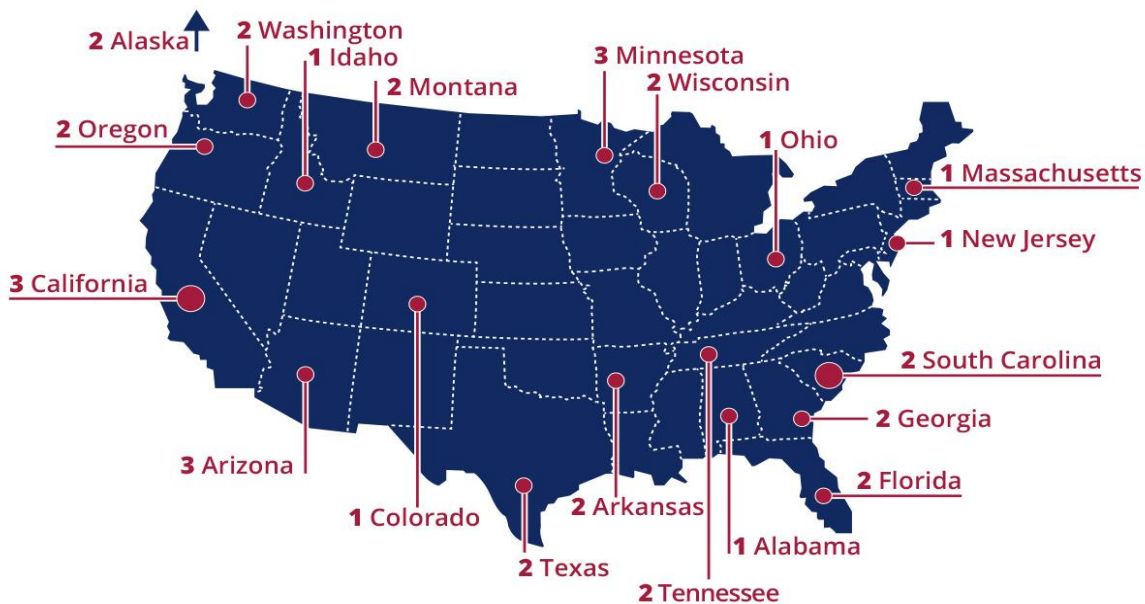 2 Alaska
2 Washington
1 Idaho
2 Montana
3 Minnesota
2 Wisconsin
2 Oregon
1 Ohio
1 Massachusetts
1 New Jersey
3 California
2 South Carolina
2 Georgia
3 Arizona
2 Florida
1 Colorado
2 Arkansas
1 Alabama
2 Texas
2 Tennessee